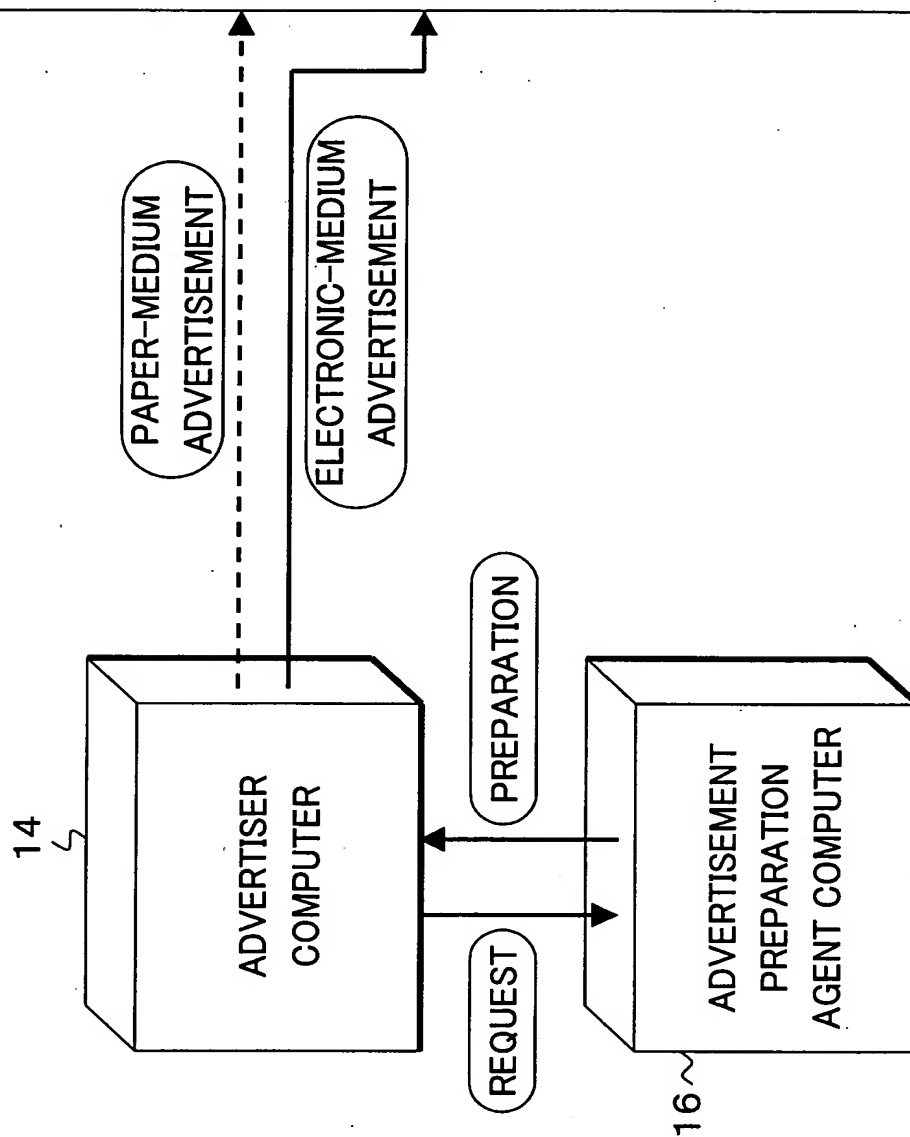 14
ADVERTISER
COMPUTER
PAPER-MEDIUM
ADVERTISEMENT
ELECTRONIC-MEDIUM
ADVERTISEMENT
REQUEST
PREPARATION
16
ADVERTISEMENT
PREPARATION
AGENT COMPUTER